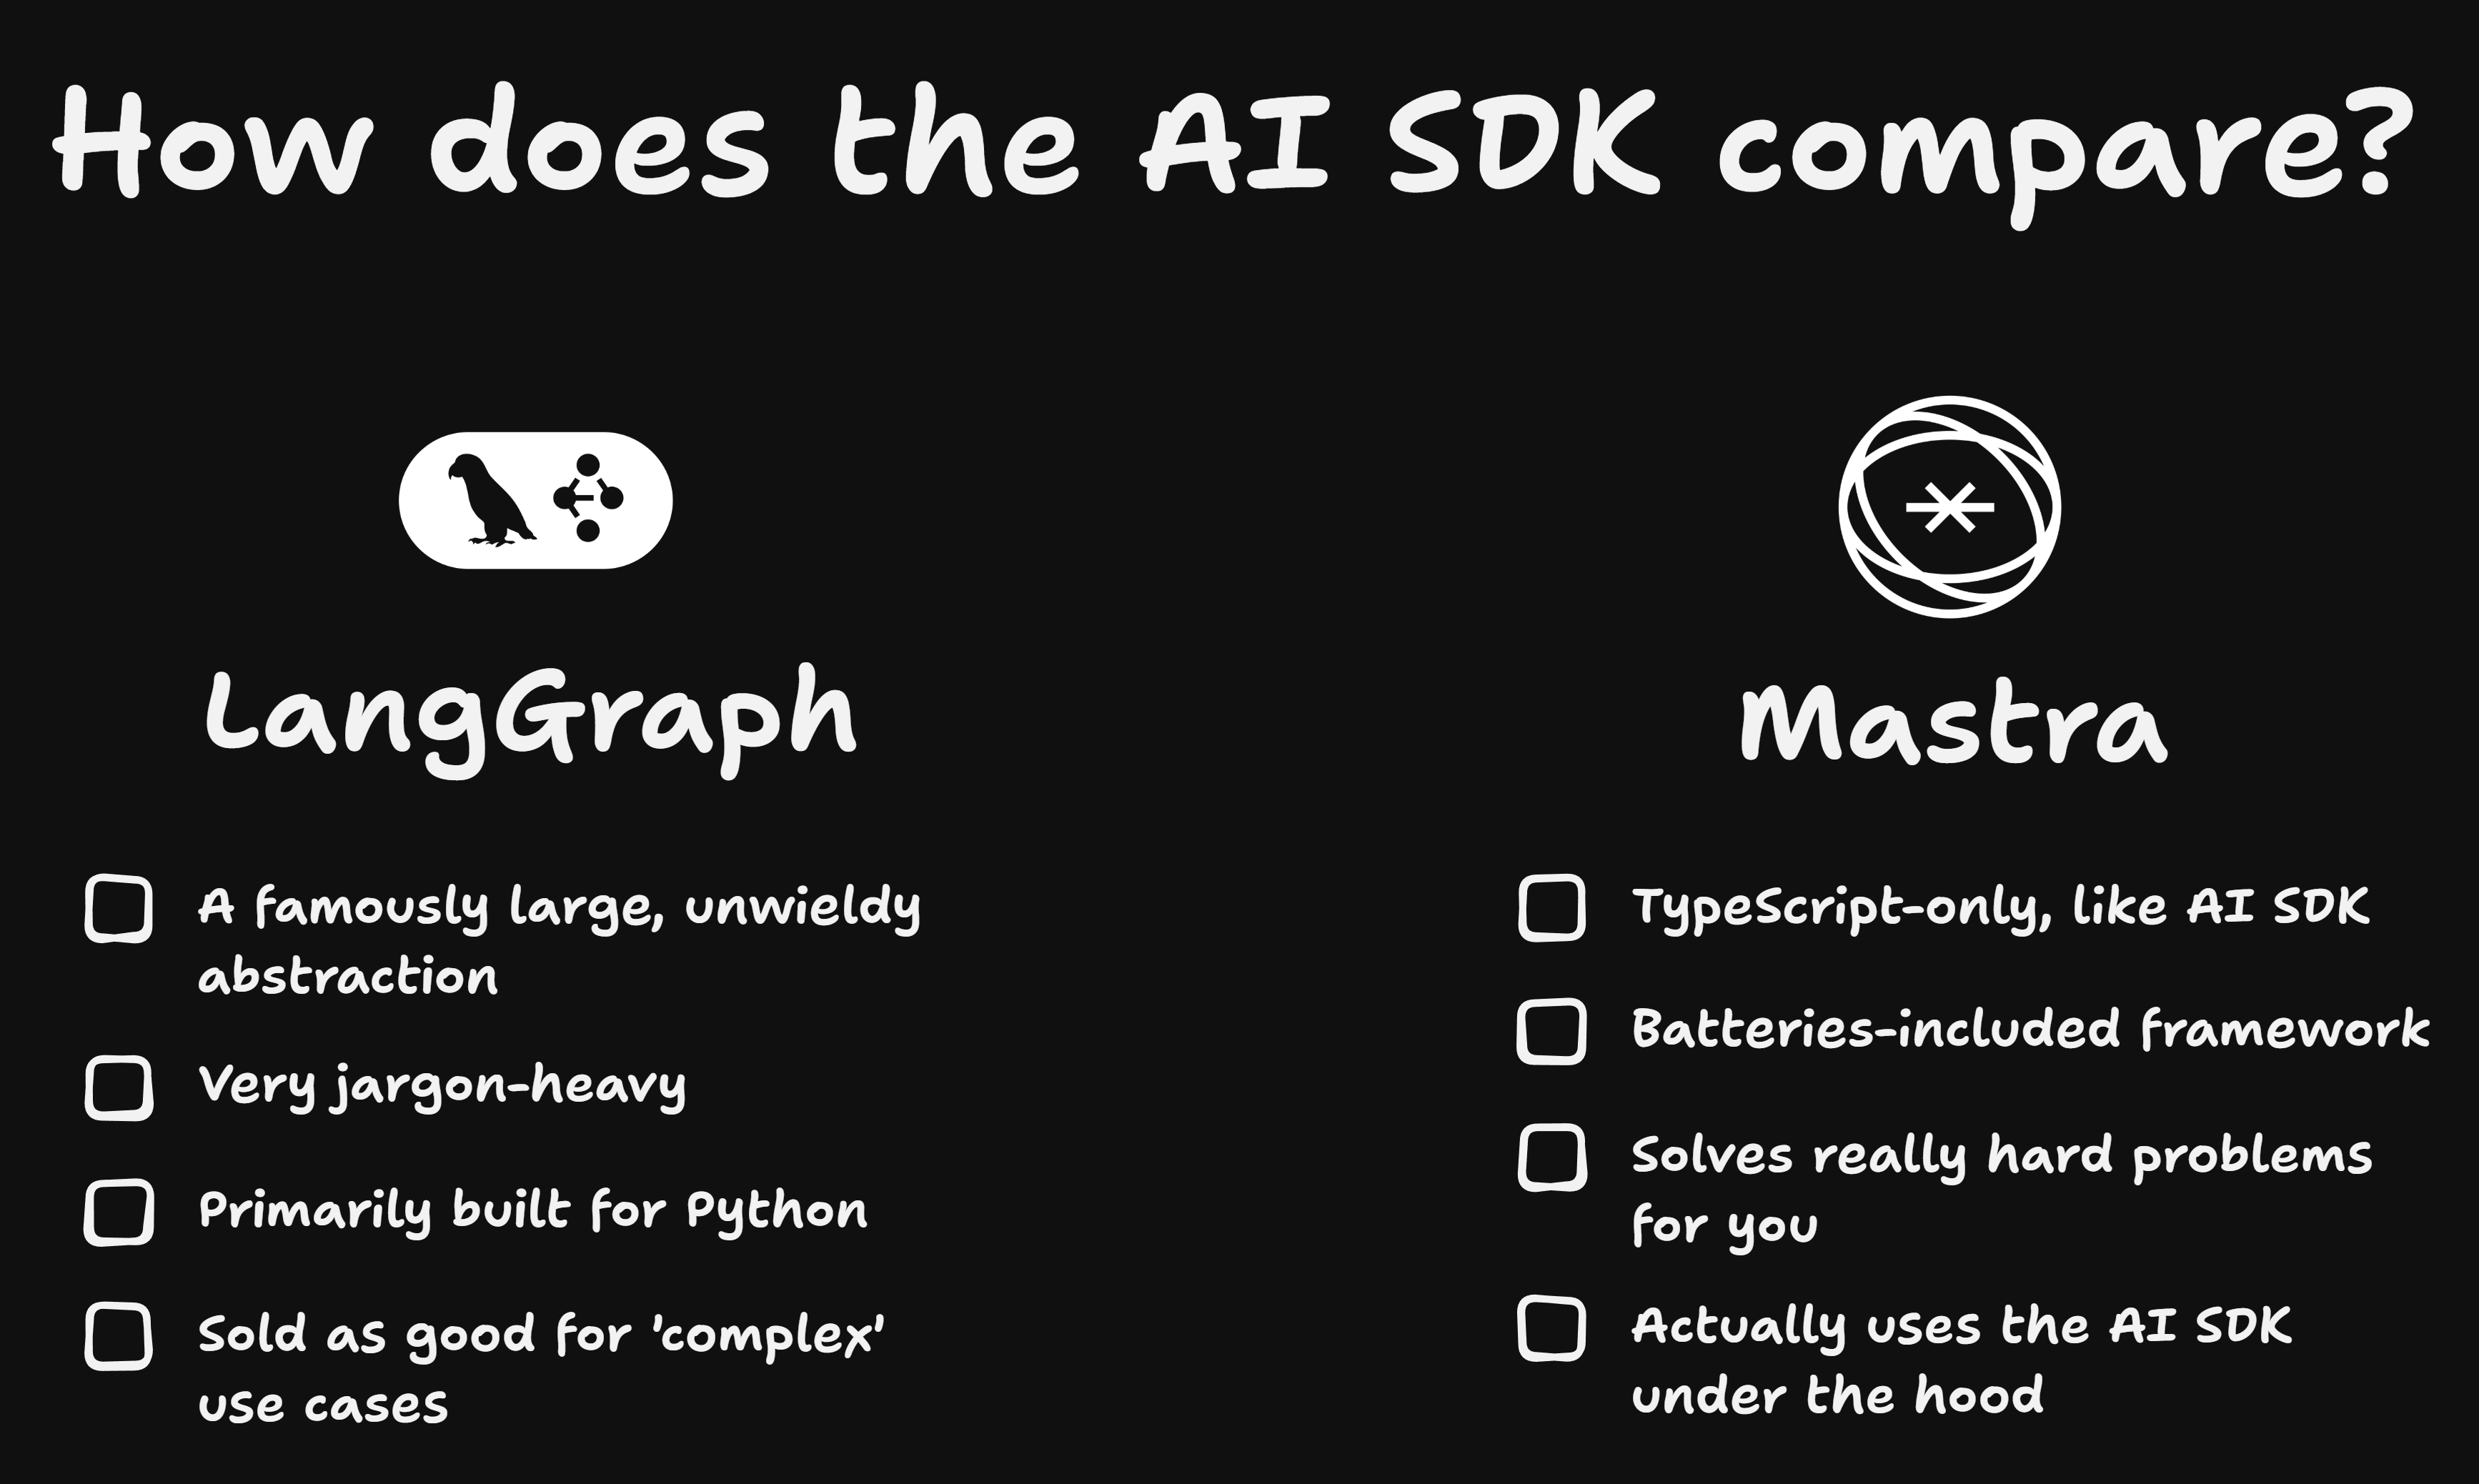 How does the AI SDK compare?
LangGraph
A famously large, unwieldy
abstraction
Very jargon-heavy
Primarily built for Python
Sold as good for 'complex'
use cases
Mastra
TypeScript-only, like AI SDK
Batteries-included framework
Solves really hard problems
for you
Actually uses the AI SDK
under the hood